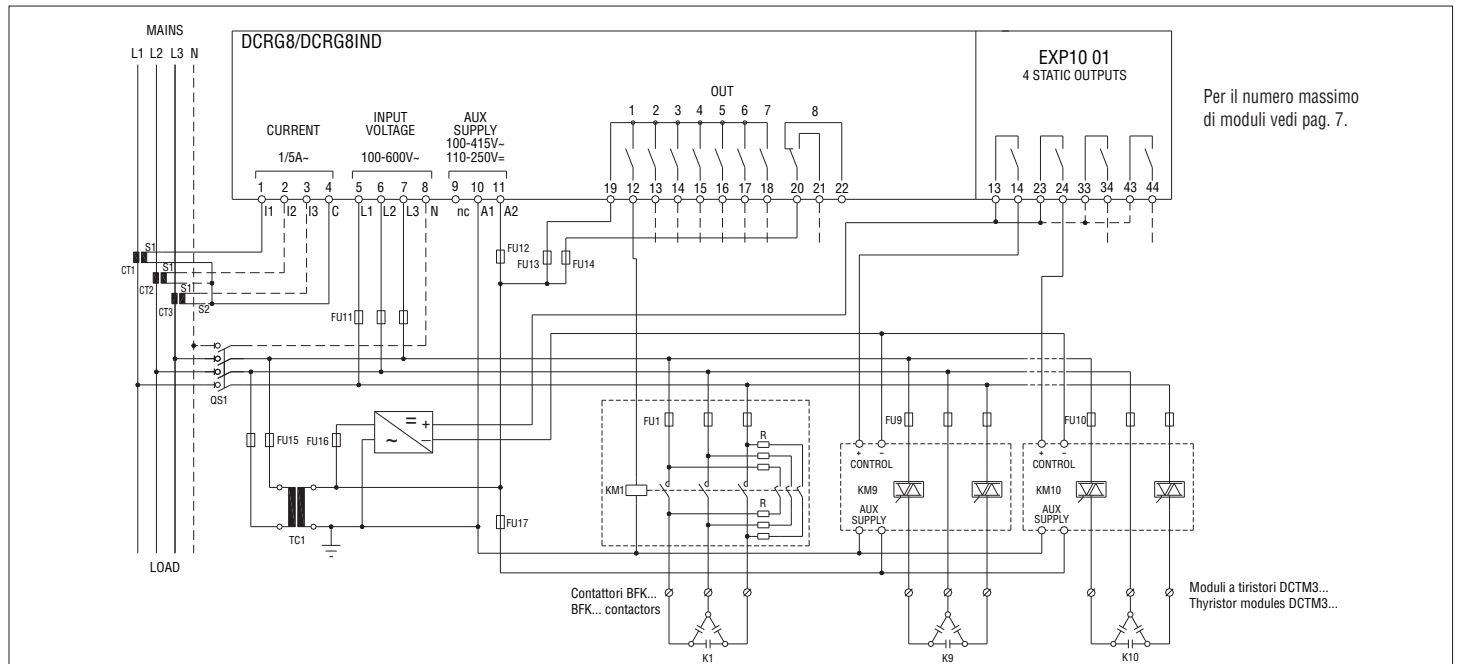 MAINS
L1 L2 L3 N
DCRG8/DCRG8IND
EXP10 01
4 STATIC OUTPUTS
Per il numero massimo
di moduli vedi pag. 7.
OUT
1 2 3 4 5 6 7 8
CURRENT
1/5A~
INPUT
VOLTAGE
100-600V~
AUX
SUPPLY
100-415V~
110-250V=
1 2 3 4 5 6 7 8 9 10 11
19 12 13 14 15 16 17 18 20 21 22
13 14 23 24 33 34 43 44
I1 I2 I3 C L1 L2 L3 N nc A1 A2
S1
CT1
S1
CT2
S1
CT3
S2
FU12
FU13
FU14
FU11
QS1
FU15
FU16
= +
~ –
FU1
R
KM1
R
FU9
+ –
CONTROL
KM9
AUX
SUPPLY
FU10
+ –
CONTROL
KM10
AUX
SUPPLY
FU17
TC1
LOAD
Contattori BFK...
BFK... contactors
Moduli a tiristori DCTM3...
Thyristor modules DCTM3...
K1
K9
K10